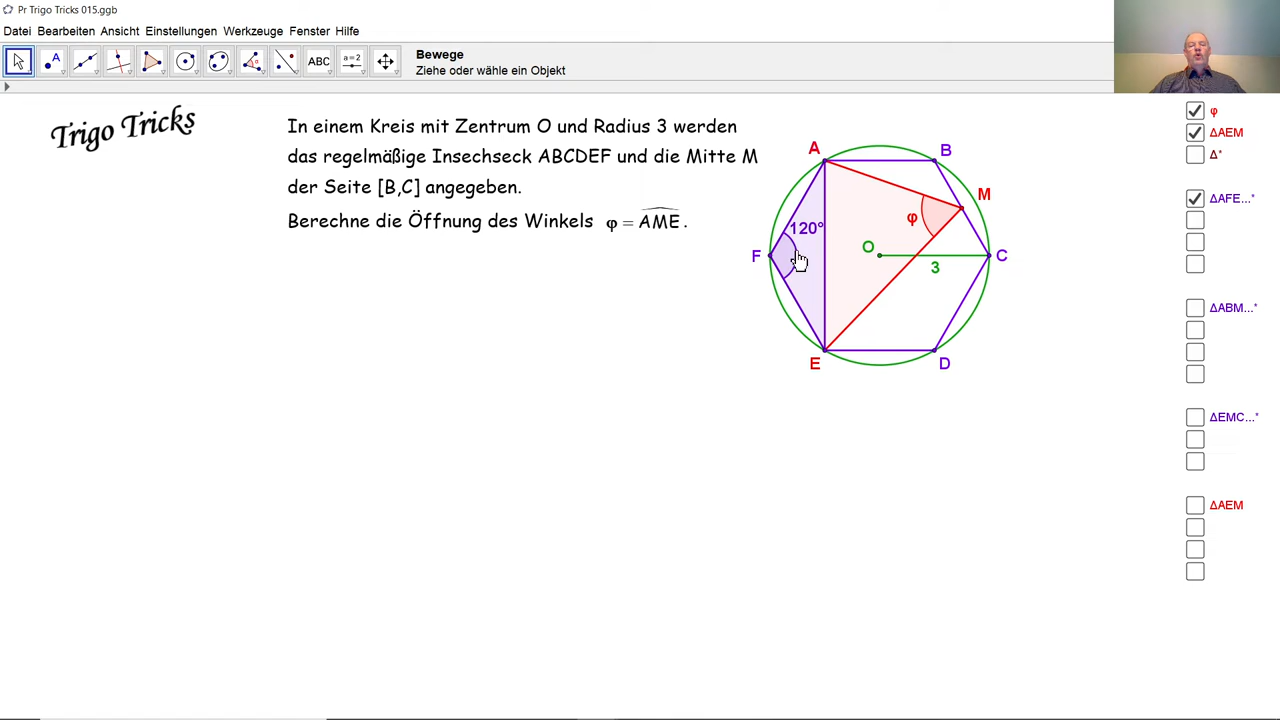 Pr Trigo Tricks 015.ggb
Datei Bearbeiten Ansicht Einstellungen Werkzeuge Fenster Hilfe
A
ABC
a=2
Bewege
Ziehe oder wähle ein Objekt
Trigo Tricks
In einem Kreis mit Zentrum O und Radius 3 werden
das regelmäßige Insechseck ABCDEF und die Mitte M
der Seite [B,C] angegeben.
Berechne die Öffnung des Winkels φ = AME.
A
B
M
φ
120°
F
O
C
3
E
D
φ
ΔAEM
Δ*
ΔAFE...*
ΔABM...*
ΔEMC...*
ΔAEM